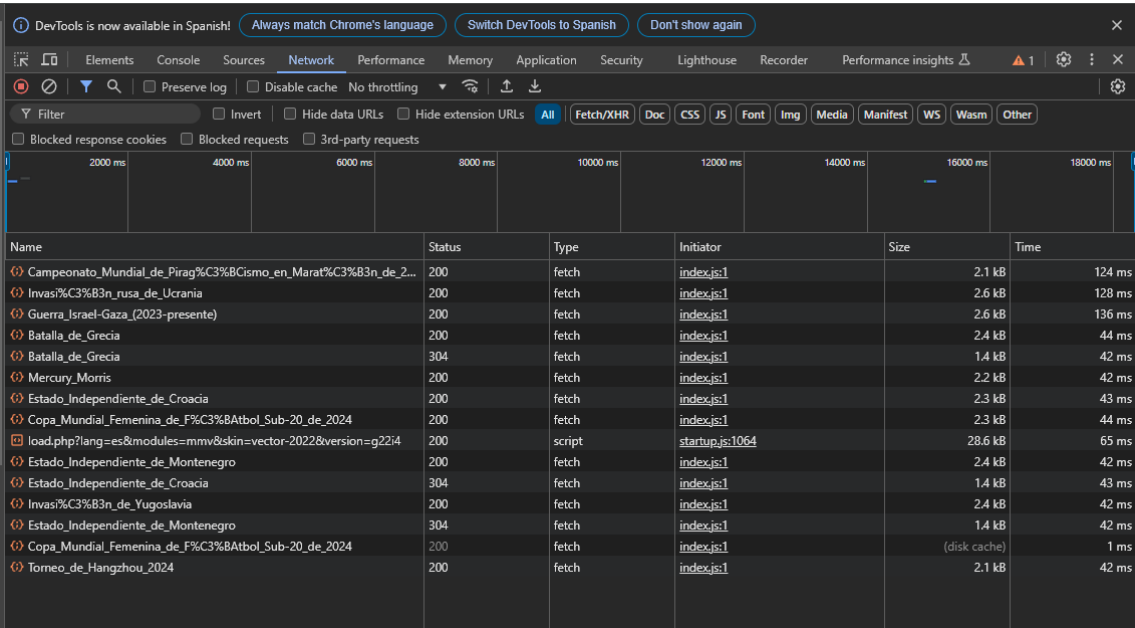 DevTools is now available in Spanish! Always match Chrome's language Switch DevTools to Spanish Don't show again
Elements Console Sources Network Performance Memory Application Security Lighthouse Recorder Performance insights 1
Preserve log Disable cache No throttling
Filter Invert Hide data URLs Hide extension URLs All Fetch/XHR Doc CSS JS Font Img Media Manifest WS Wasm Other
Blocked response cookies Blocked requests 3rd-party requests
2000 ms 4000 ms 6000 ms 8000 ms 10000 ms 12000 ms 14000 ms 16000 ms 18000 ms
Name Status Type Initiator Size Time
Campeonato_Mundial_de_Pirag%C3%BCismo_en_Marat%C3%B3n_de_2... 200 fetch index.js:1 2.1 kB 124 ms
Invasi%C3%B3n_rusa_de_Ucrania 200 fetch index.js:1 2.6 kB 128 ms
Guerra_Israel-Gaza_(2023-presente) 200 fetch index.js:1 2.6 kB 136 ms
Batalla_de_Grecia 200 fetch index.js:1 2.4 kB 44 ms
Batalla_de_Grecia 304 fetch index.js:1 1.4 kB 42 ms
Mercury_Morris 200 fetch index.js:1 2.2 kB 42 ms
Estado_Independiente_de_Croacia 200 fetch index.js:1 2.3 kB 43 ms
Copa_Mundial_Femenina_de_F%C3%BAtbol_Sub-20_de_2024 200 fetch index.js:1 2.3 kB 44 ms
load.php?lang=es&modules=mmv&skin=vector-2022&version=g22i4 200 script startup.js:1064 28.6 kB 65 ms
Estado_Independiente_de_Montenegro 200 fetch index.js:1 2.4 kB 42 ms
Estado_Independiente_de_Croacia 304 fetch index.js:1 1.4 kB 43 ms
Invasi%C3%B3n_de_Yugoslavia 200 fetch index.js:1 2.4 kB 42 ms
Estado_Independiente_de_Montenegro 304 fetch index.js:1 1.4 kB 42 ms
Copa_Mundial_Femenina_de_F%C3%BAtbol_Sub-20_de_2024 200 fetch index.js:1 (disk cache) 1 ms
Torneo_de_Hangzhou_2024 200 fetch index.js:1 2.1 kB 42 ms